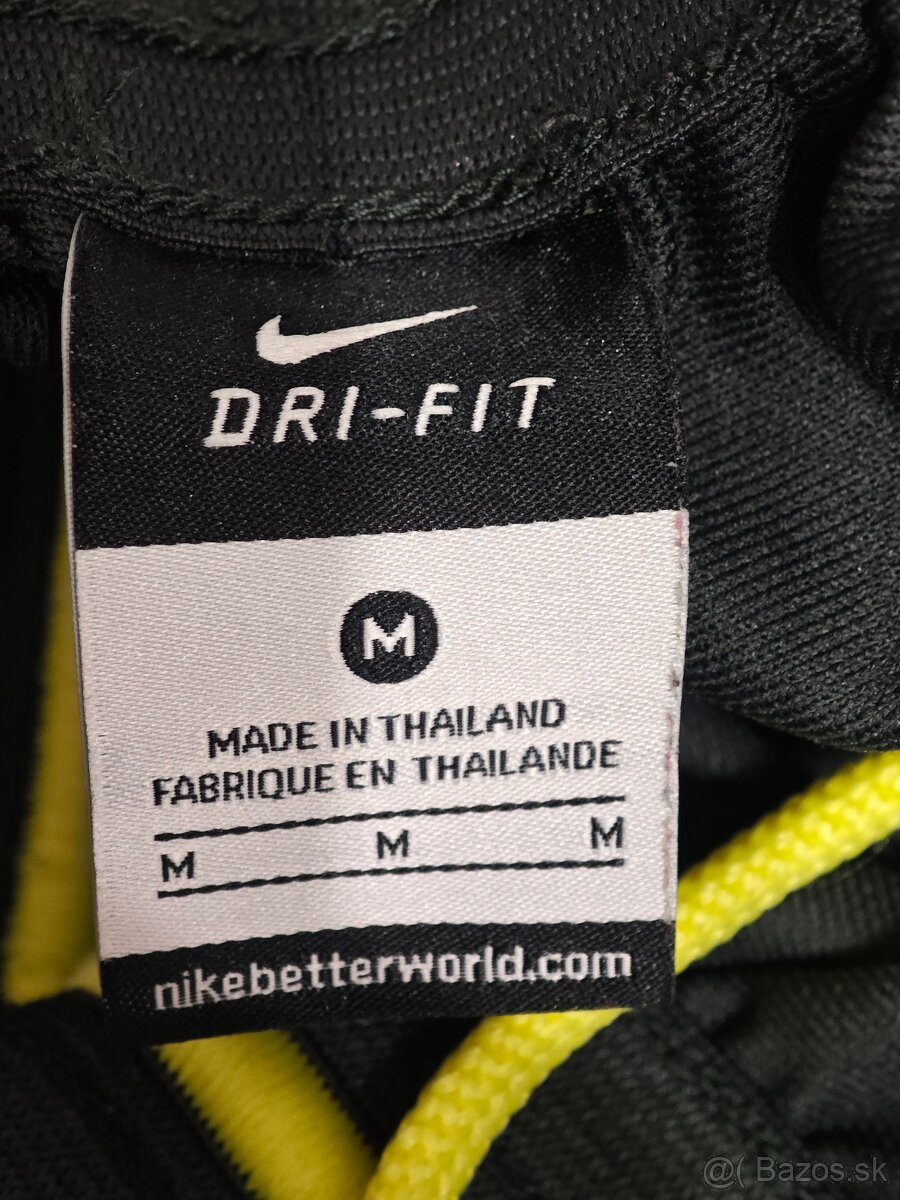 DRI-FIT
M
MADE IN THAILAND
FABRIQUE EN THAILANDE
M M M
nikebetterworld.com
@( Bazos.sk